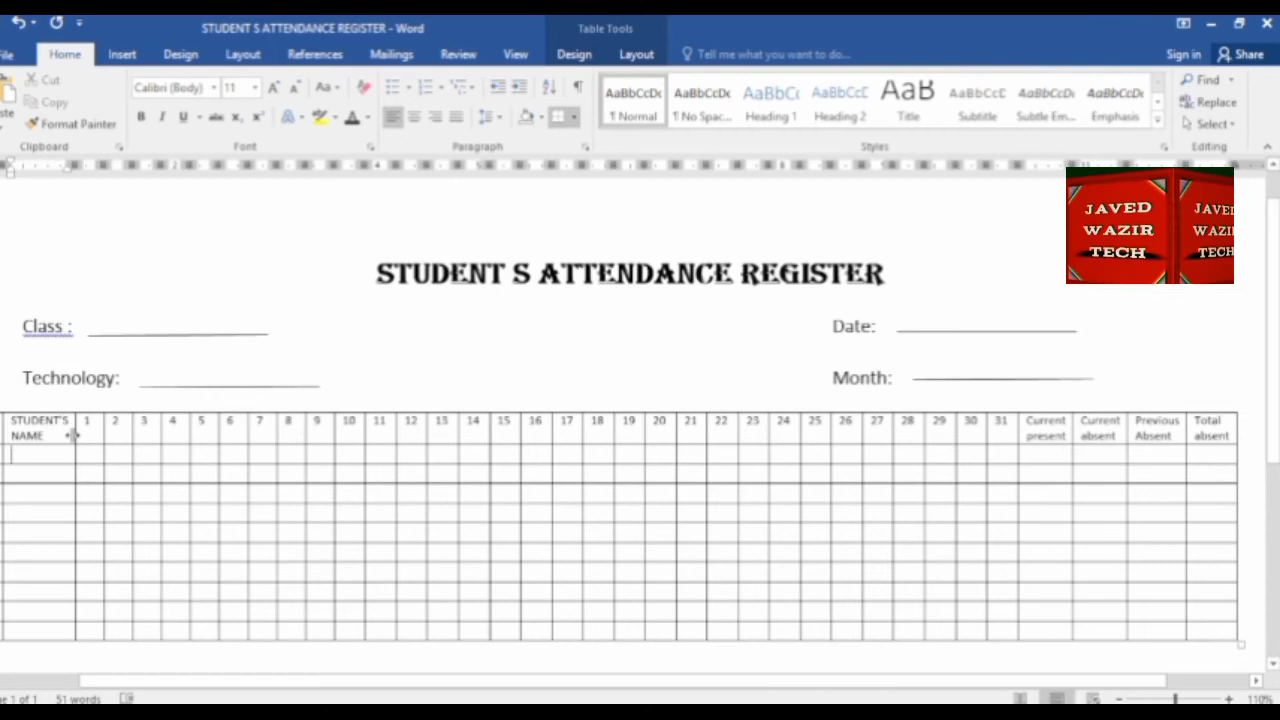 STUDENT S ATTENDANCE REGISTER - Word
Table Tools
File Home Insert Design Layout References Mailings Review View Design Layout Tell me what you want to do... Sign in Share
Cut
Copy
Format Painter
Clipboard
Calibri (Body) 11
Font
Paragraph
AaBbCcDc AaBbCcDc AaBbC( AaBbCcE AaB AaBbCcE AaBbCcDc AaBbCcDc
¶ Normal ¶ No Spac... Heading 1 Heading 2 Title Subtitle Subtle Em... Emphasis
Styles
Find
Replace
Select
Editing
JAVED
WAZIR
TECH
JAVED
WAZI
TECH
STUDENT S ATTENDANCE REGISTER
Class :
Date:
Technology:
Month:
STUDENT'S NAME 1 2 3 4 5 6 7 8 9 10 11 12 13 14 15 16 17 18 19 20 21 22 23 24 25 26 27 28 29 30 31 Current present Current absent Previous Absent Total absent
1 of 1 51 words
110%